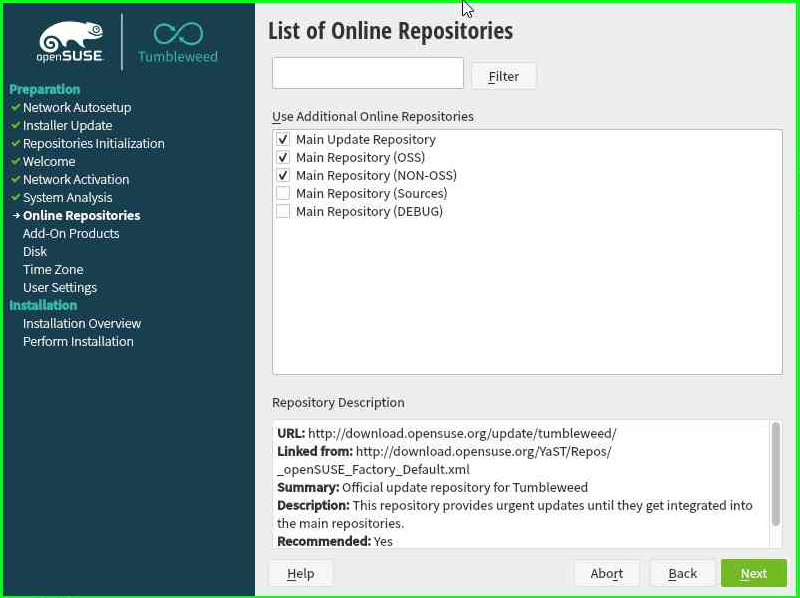 openSUSE
Tumbleweed
Preparation
Network Autosetup
Installer Update
Repositories Initialization
Welcome
Network Activation
System Analysis
Online Repositories
Add-On Products
Disk
Time Zone
User Settings
Installation
Installation Overview
Perform Installation
List of Online Repositories
Filter
Use Additional Online Repositories
Main Update Repository
Main Repository (OSS)
Main Repository (NON-OSS)
Main Repository (Sources)
Main Repository (DEBUG)
Repository Description
URL: http://download.opensuse.org/update/tumbleweed/
Linked from: http://download.opensuse.org/YaST/Repos/
_openSUSE_Factory_Default.xml
Summary: Official update repository for Tumbleweed
Description: This repository provides urgent updates until they get integrated into
the main repositories.
Recommended: Yes
Help
Abort
Back
Next